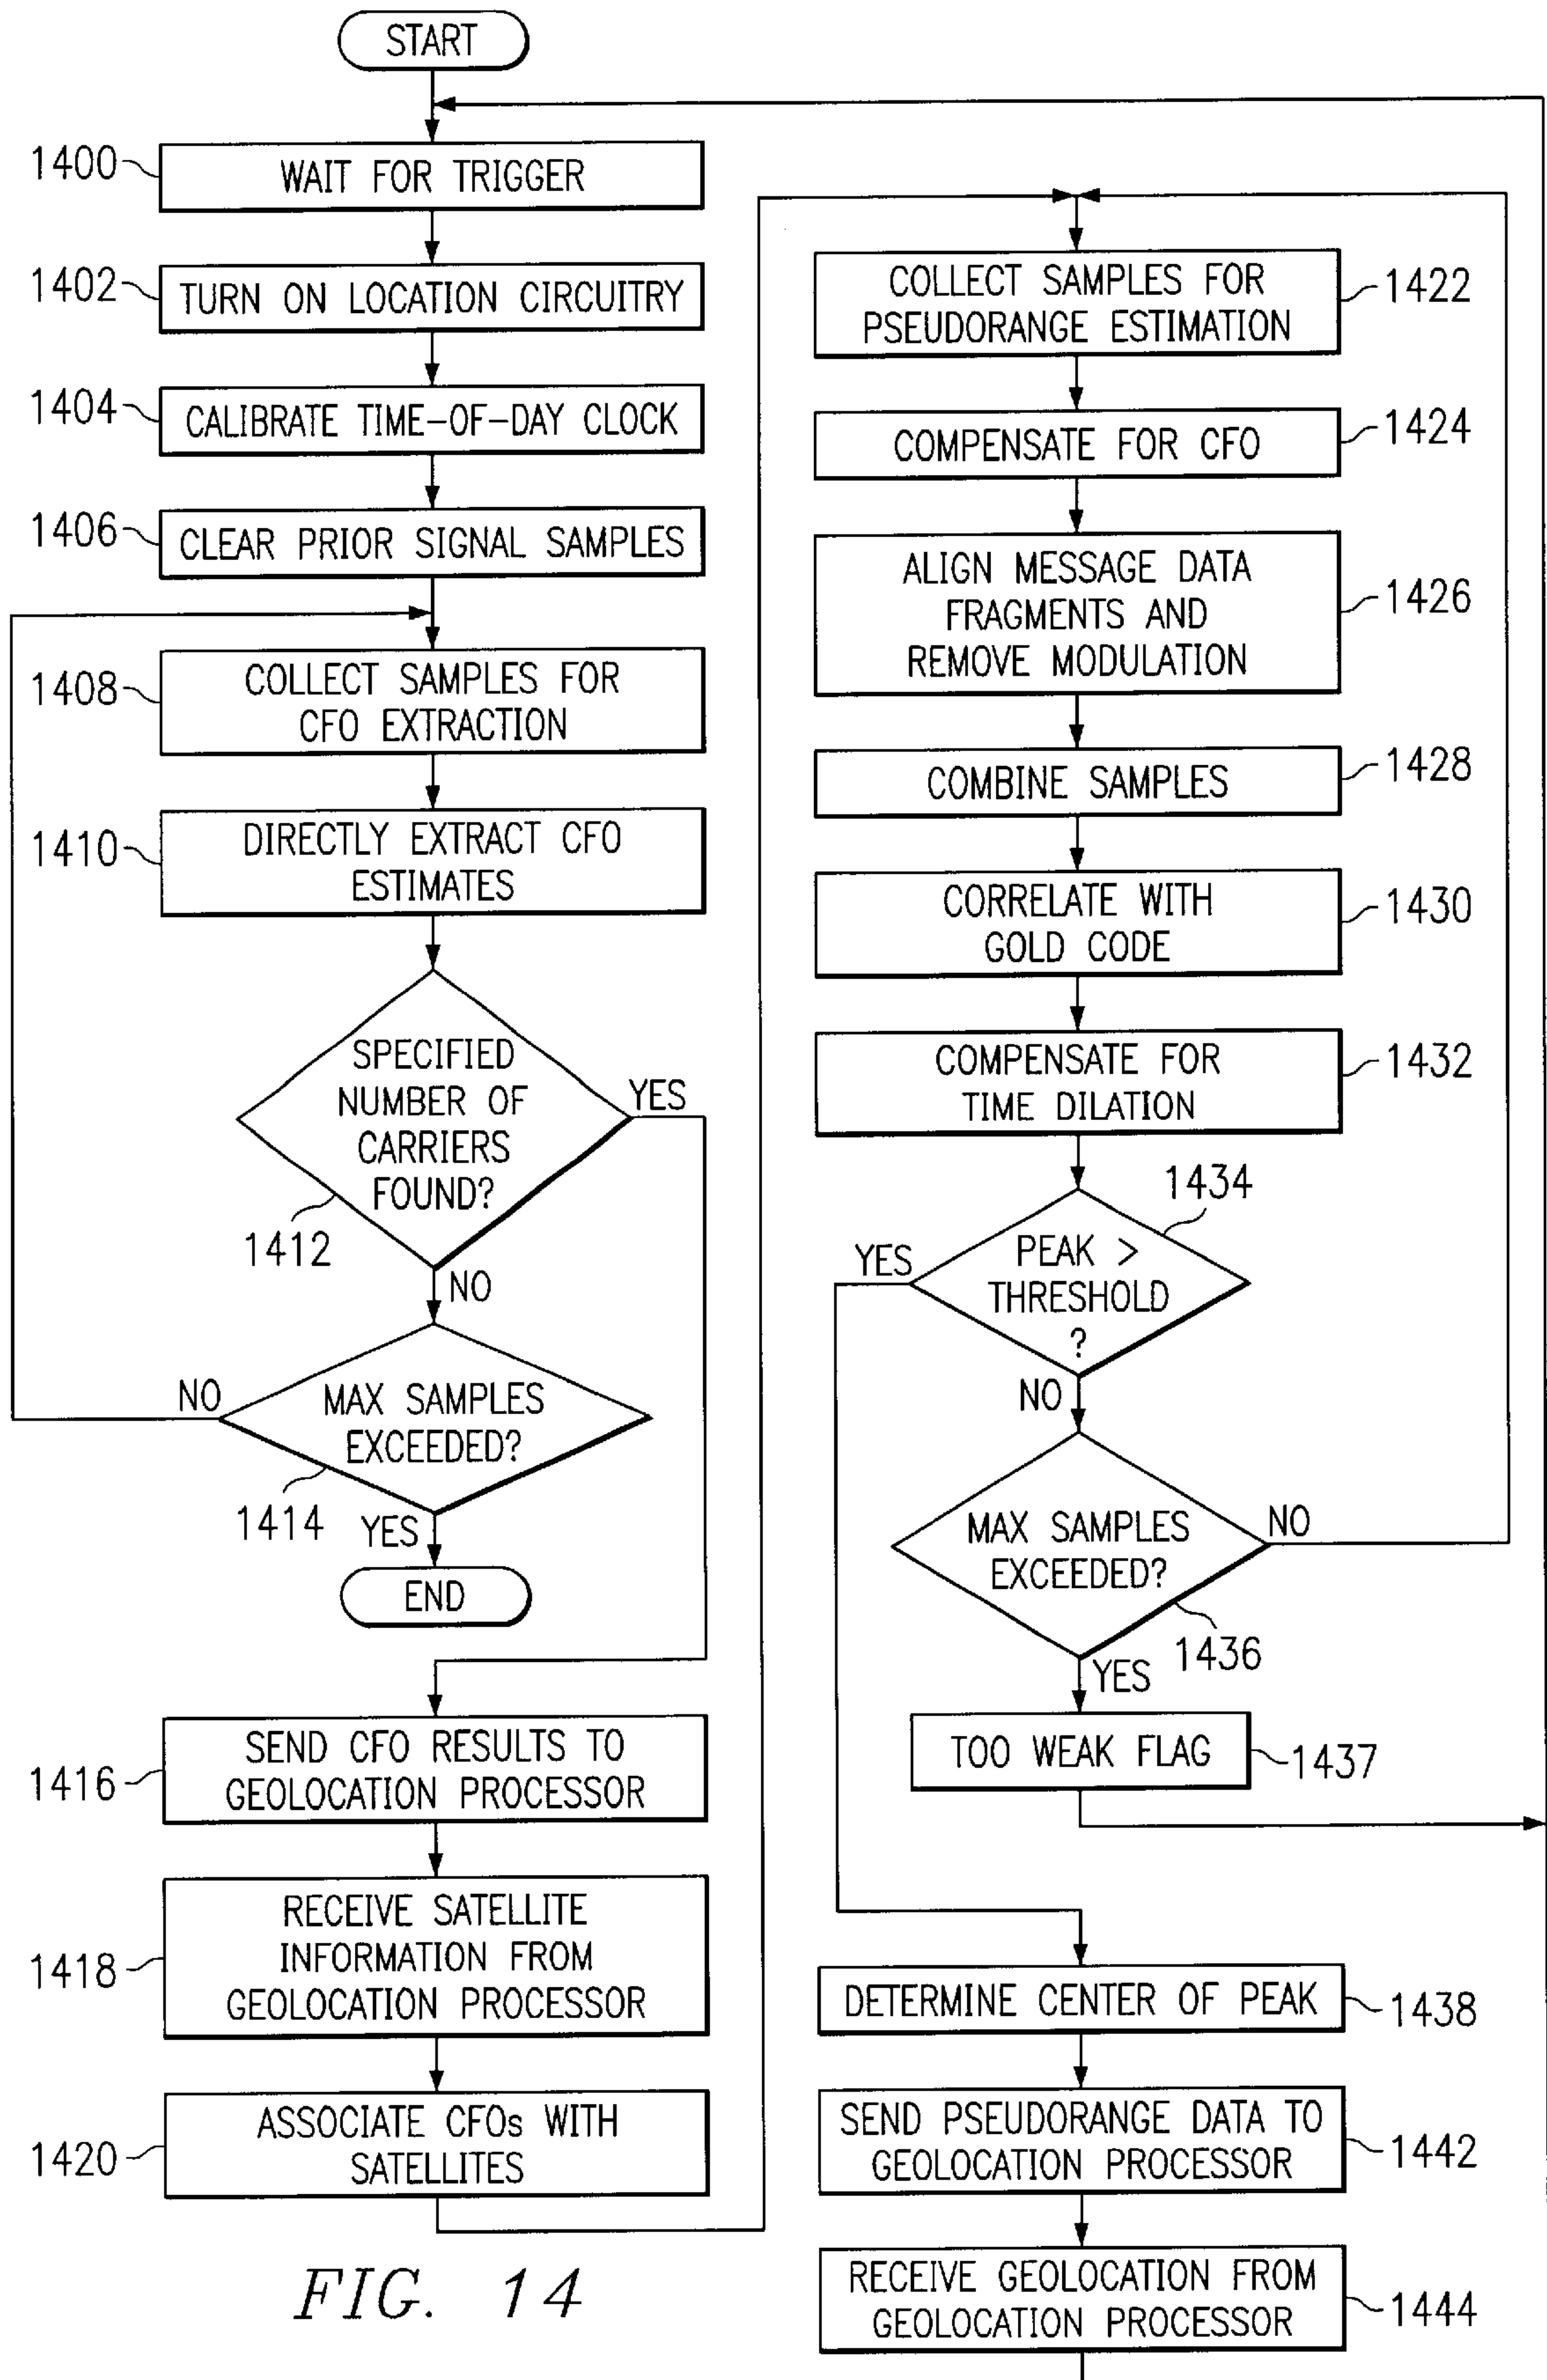 START
1400
WAIT FOR TRIGGER
1402
TURN ON LOCATION CIRCUITRY
1404
CALIBRATE TIME-OF-DAY CLOCK
1406
CLEAR PRIOR SIGNAL SAMPLES
1408
COLLECT SAMPLES FOR
CFO EXTRACTION
1410
DIRECTLY EXTRACT CFO
ESTIMATES
SPECIFIED
NUMBER OF
CARRIERS
FOUND?
YES
1412
NO
MAX SAMPLES
EXCEEDED?
NO
1414
YES
END
1416
SEND CFO RESULTS TO
GEOLOCATION PROCESSOR
1418
RECEIVE SATELLITE
INFORMATION FROM
GEOLOCATION PROCESSOR
1420
ASSOCIATE CFOs WITH
SATELLITES
COLLECT SAMPLES FOR
PSEUDORANGE ESTIMATION
1422
COMPENSATE FOR CFO
1424
ALIGN MESSAGE DATA
FRAGMENTS AND
REMOVE MODULATION
1426
COMBINE SAMPLES
1428
CORRELATE WITH
GOLD CODE
1430
COMPENSATE FOR
TIME DILATION
1432
1434
YES
PEAK >
THRESHOLD
?
NO
MAX SAMPLES
EXCEEDED?
NO
1436
YES
TOO WEAK FLAG
1437
DETERMINE CENTER OF PEAK
1438
SEND PSEUDORANGE DATA TO
GEOLOCATION PROCESSOR
1442
RECEIVE GEOLOCATION FROM
GEOLOCATION PROCESSOR
1444
FIG. 14